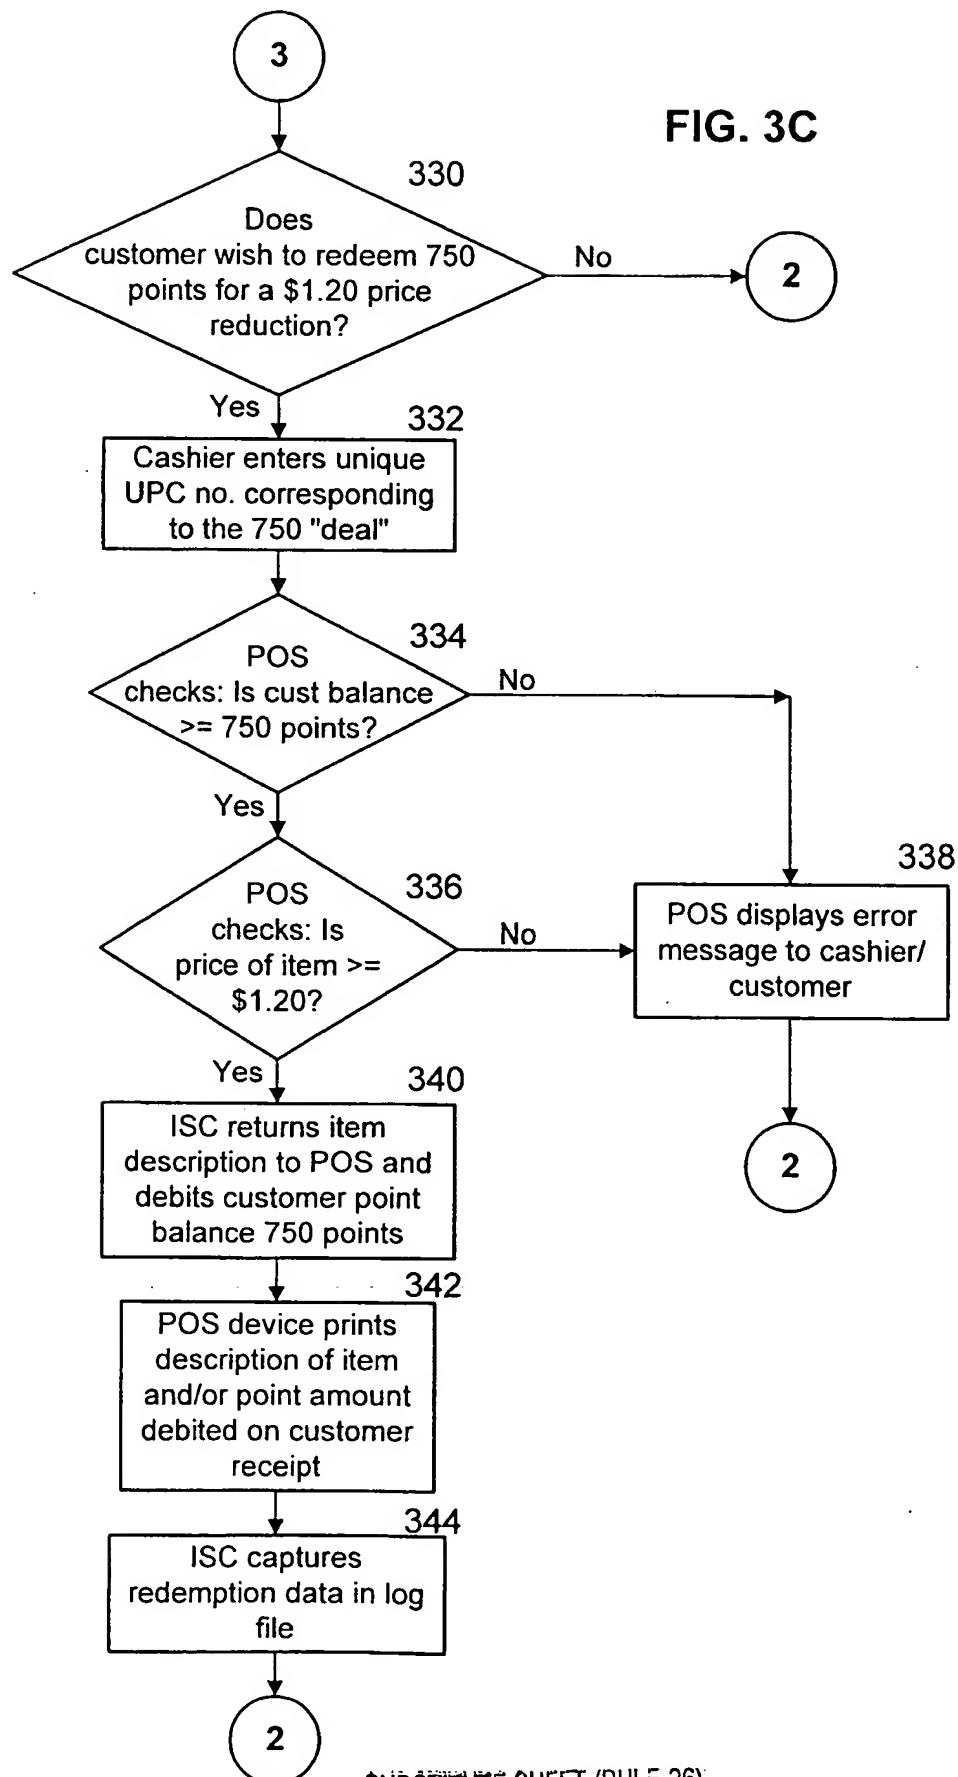 3
FIG. 3C
330
Does
customer wish to redeem 750
points for a $1.20 price
reduction?
No
2
Yes
332
Cashier enters unique
UPC no. corresponding
to the 750 "deal"
334
POS
checks: Is cust balance
>= 750 points?
No
Yes
336
POS
checks: Is
price of item >=
$1.20?
No
338
POS displays error
message to cashier/
customer
2
Yes
340
ISC returns item
description to POS and
debits customer point
balance 750 points
342
POS device prints
description of item
and/or point amount
debited on customer
receipt
344
ISC captures
redemption data in log
file
2
SHEET (RULE 26)